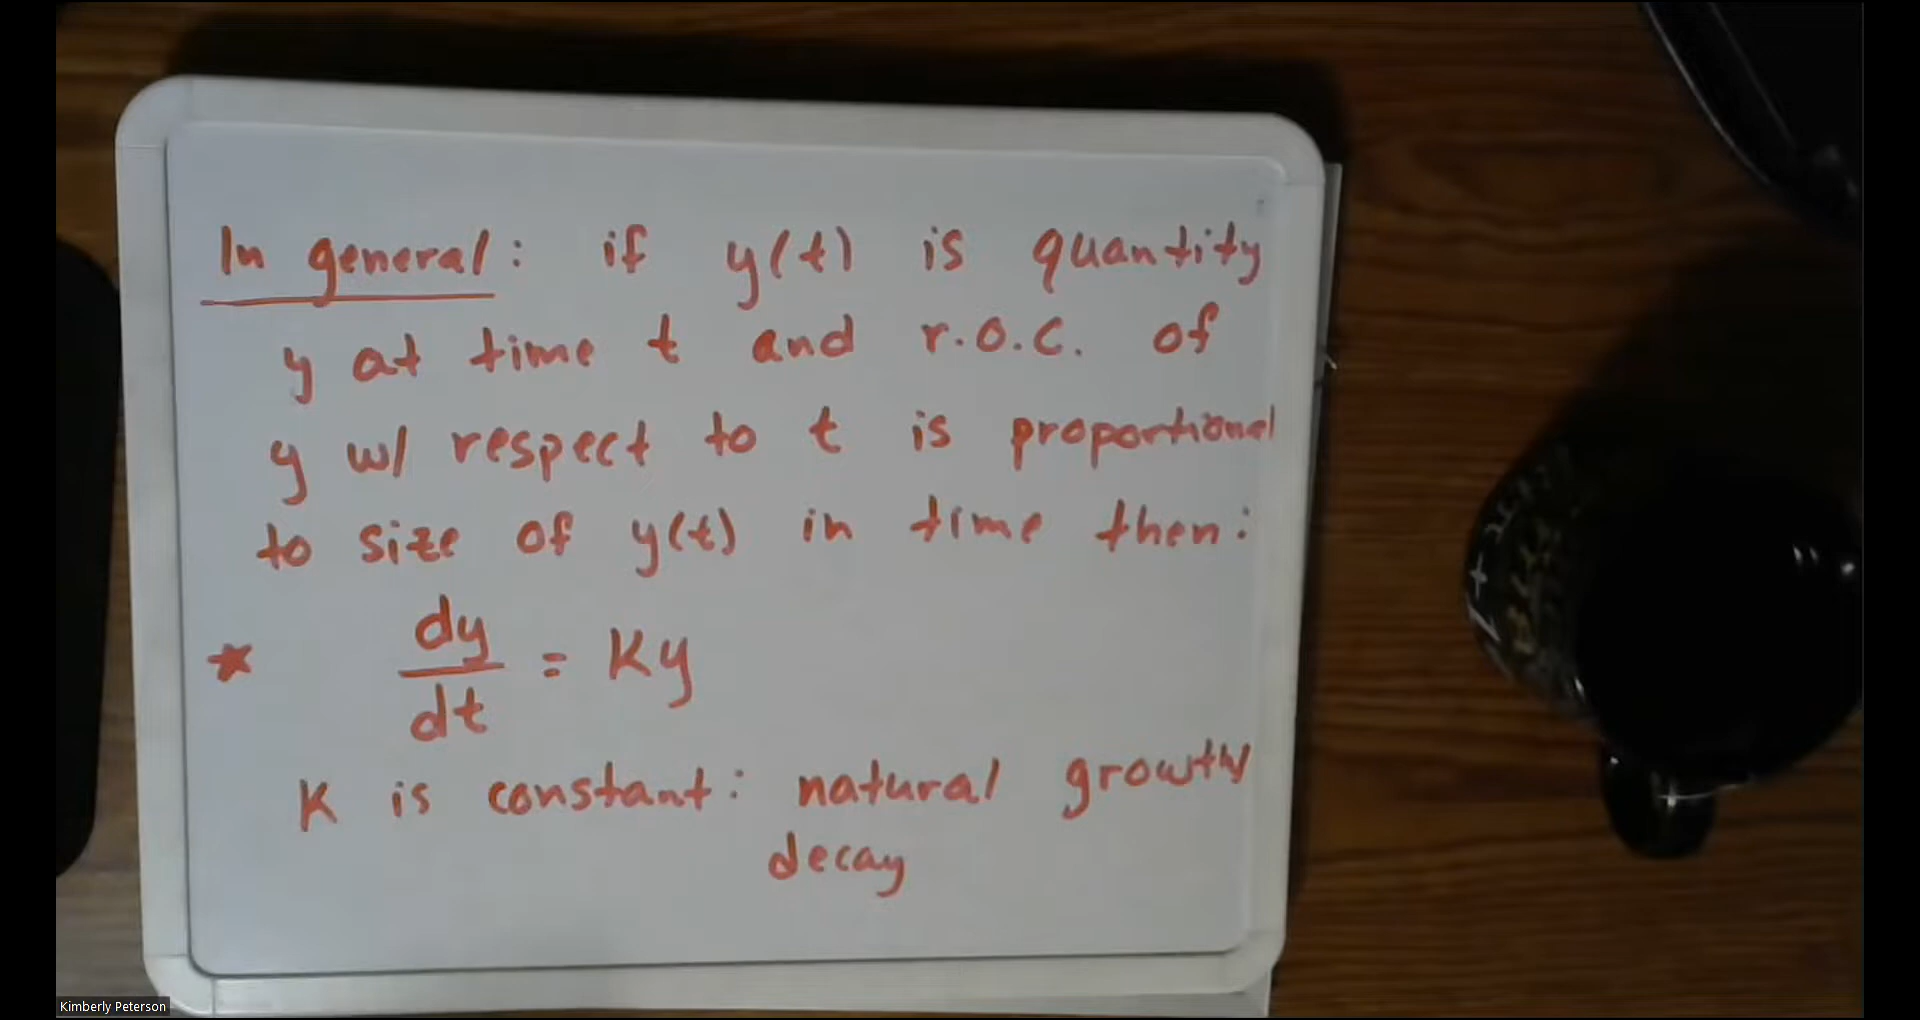 In general: if y(t) is quantity
y at time t and r.o.c. of
y w/ respect to t is proportional
to size of y(t) in time then:
* dy/dt = Ky
K is constant: natural growth/
decay
Kimberly Peterson